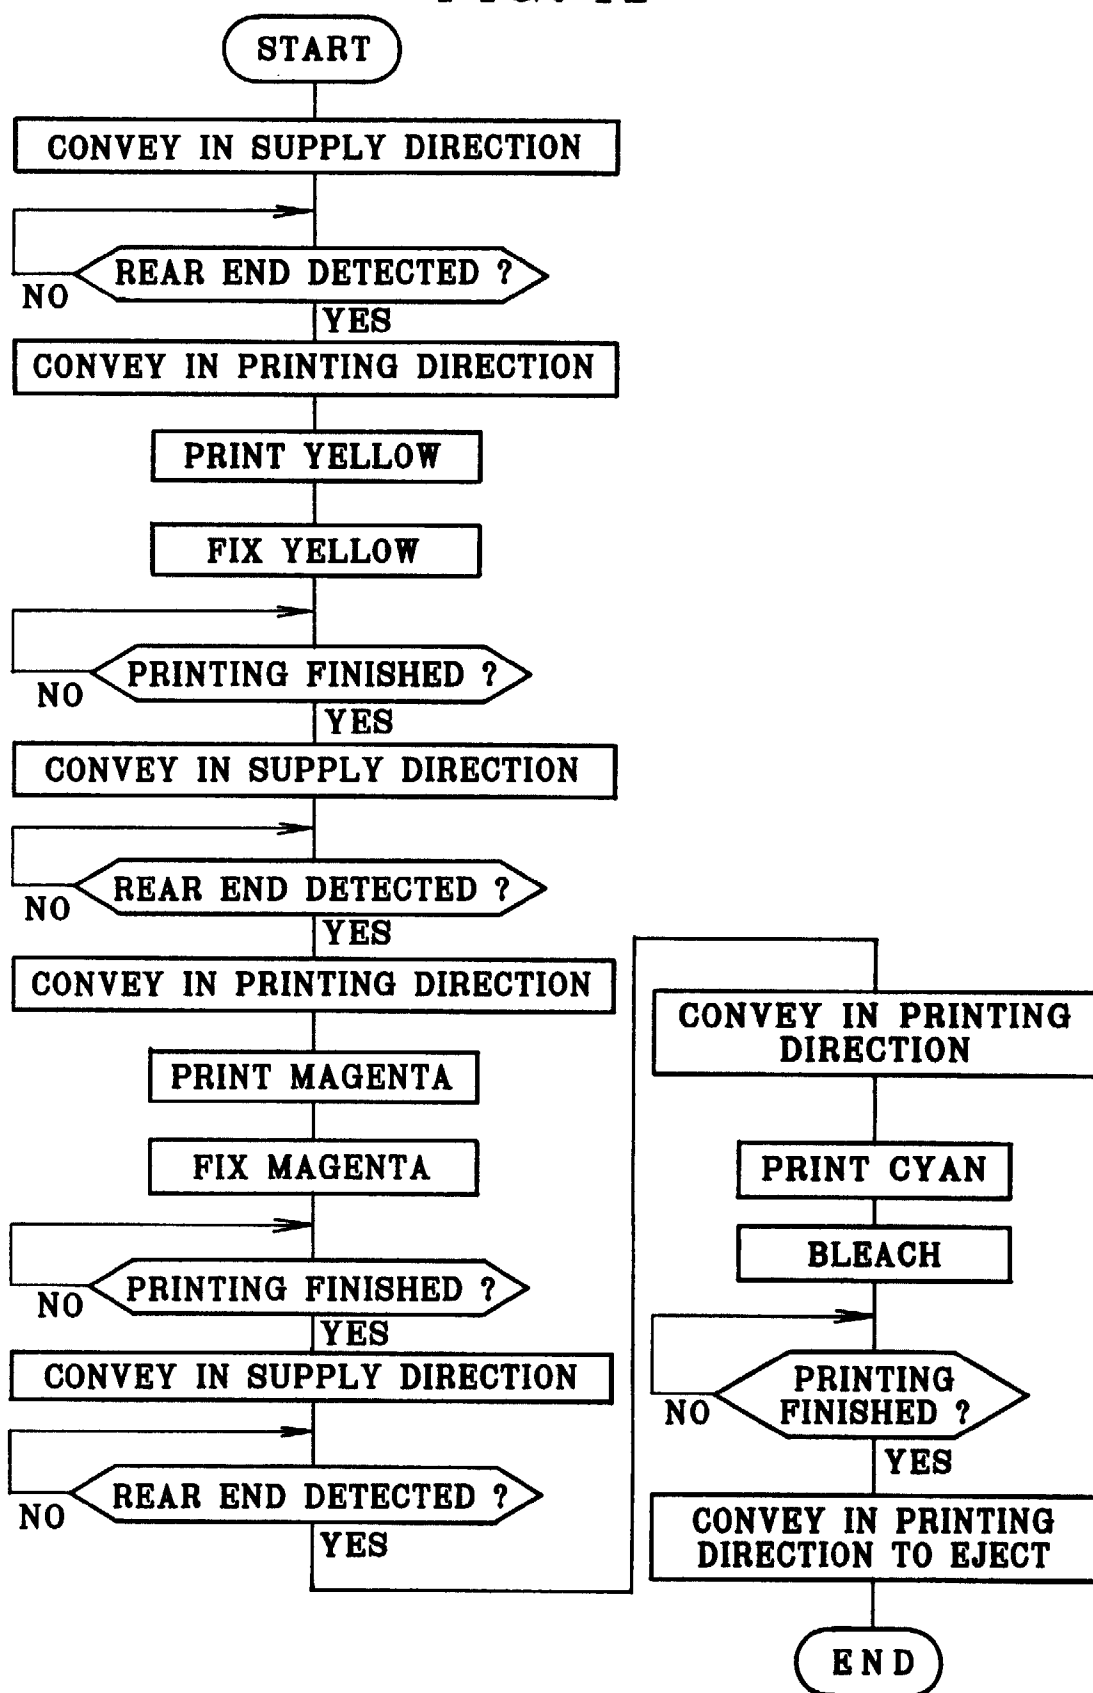 START
CONVEY IN SUPPLY DIRECTION
REAR END DETECTED ?
NO
YES
CONVEY IN PRINTING DIRECTION
PRINT YELLOW
FIX YELLOW
PRINTING FINISHED ?
NO
YES
CONVEY IN SUPPLY DIRECTION
REAR END DETECTED ?
NO
YES
CONVEY IN PRINTING DIRECTION
PRINT MAGENTA
FIX MAGENTA
PRINTING FINISHED ?
NO
YES
CONVEY IN SUPPLY DIRECTION
REAR END DETECTED ?
NO
YES
CONVEY IN PRINTING
DIRECTION
PRINT CYAN
BLEACH
PRINTING
FINISHED ?
NO
YES
CONVEY IN PRINTING
DIRECTION TO EJECT
END